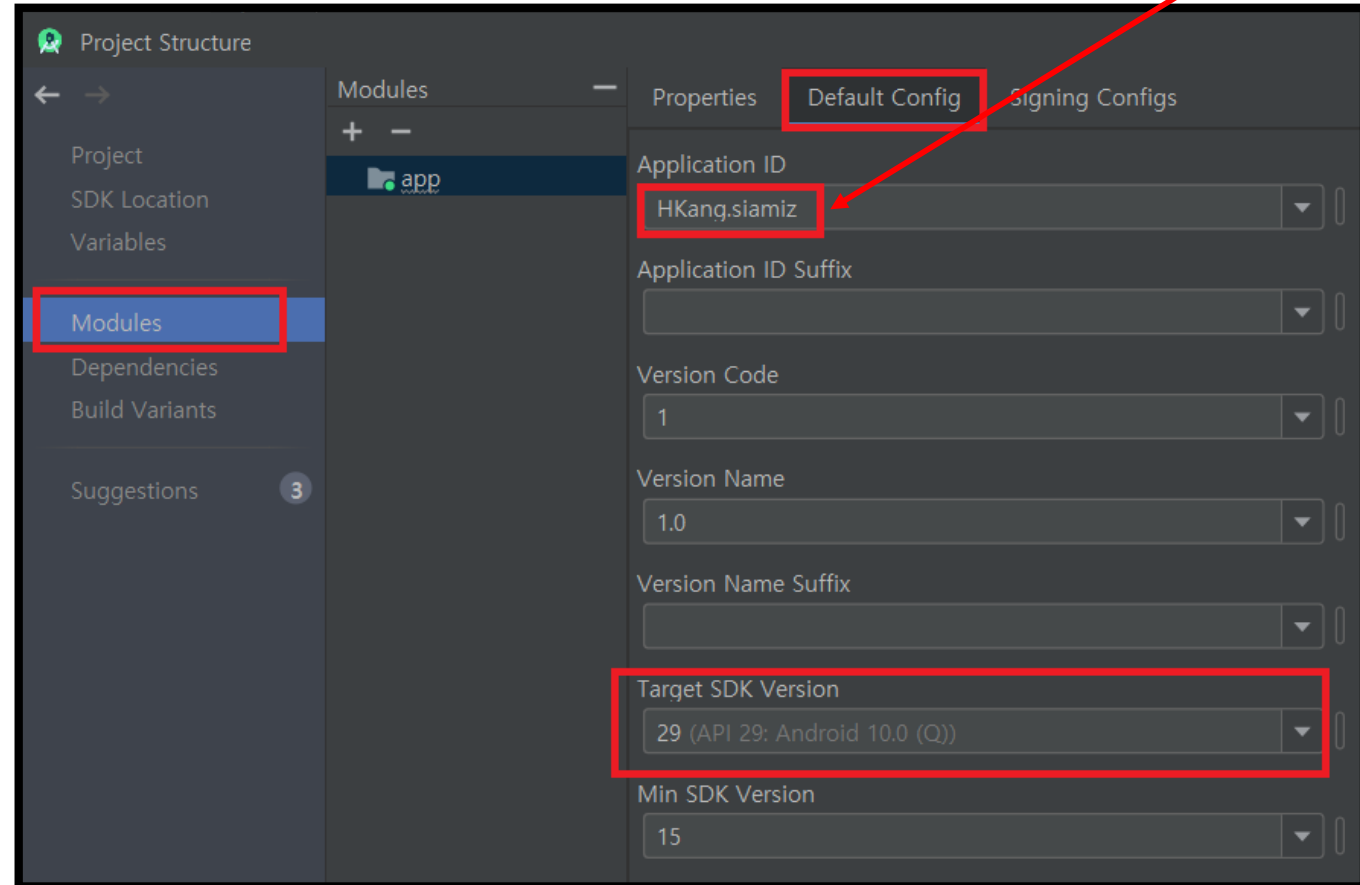 Project Structure
Project
SDK Location
Variables
Modules
Dependencies
Build Variants
Suggestions 3
Modules
app
Properties Default Config Signing Configs
Application ID
HKang.siamiz
Application ID Suffix
Version Code
1
Version Name
1.0
Version Name Suffix
Target SDK Version
29 (API 29: Android 10.0 (Q))
Min SDK Version
15